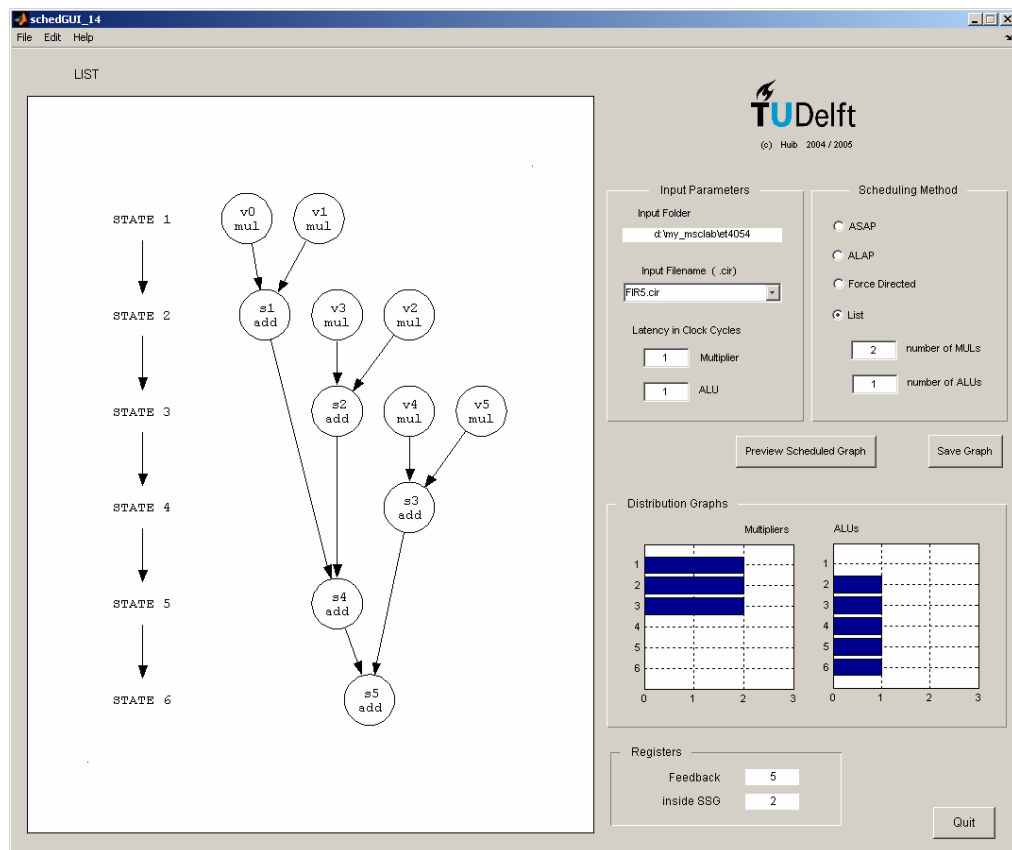 schedGUI_14
File Edit Help
LIST
TUDelft
(c) Huib 2004 / 2005
STATE 1
STATE 2
STATE 3
STATE 4
STATE 5
STATE 6
v0 mul
v1 mul
s1 add
v3 mul
v2 mul
s2 add
v4 mul
v5 mul
s3 add
s4 add
s5 add
Input Parameters
Input Folder
d:\my_msclab\et4054
Input Filename ( .cir)
FIR5.cir
Latency in Clock Cycles
1 Multiplier
1 ALU
Scheduling Method
ASAP
ALAP
Force Directed
List
2 number of MULs
1 number of ALUs
Preview Scheduled Graph
Save Graph
Distribution Graphs
Multipliers
1
2
3
4
5
6
0 1 2 3
ALUs
1
2
3
4
5
6
0 1 2 3
Registers
Feedback 5
inside SSG 2
Quit